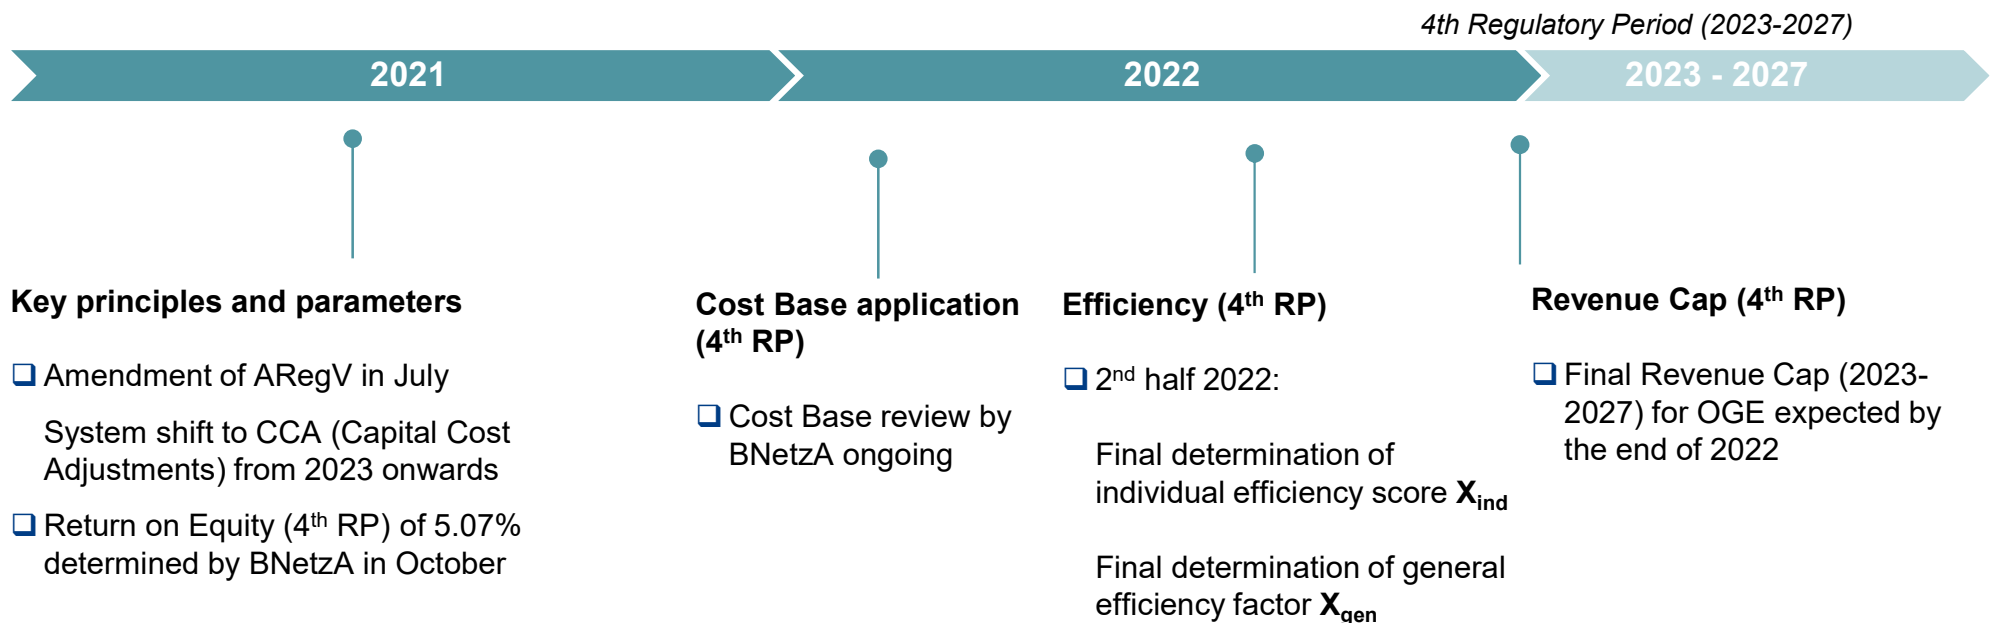 4th Regulatory Period (2023-2027)
2021
2022
2023 - 2027
Key principles and parameters
❑ Amendment of ARegV in July
System shift to CCA (Capital Cost
Adjustments) from 2023 onwards
❑ Return on Equity (4th RP) of 5.07%
determined by BNetzA in October
Cost Base application
(4th RP)
❑ Cost Base review by
BNetzA ongoing
Efficiency (4th RP)
❑ 2nd half 2022:
Final determination of
individual efficiency score Xind
Final determination of general
efficiency factor Xgen
Revenue Cap (4th RP)
❑ Final Revenue Cap (2023-
2027) for OGE expected by
the end of 2022